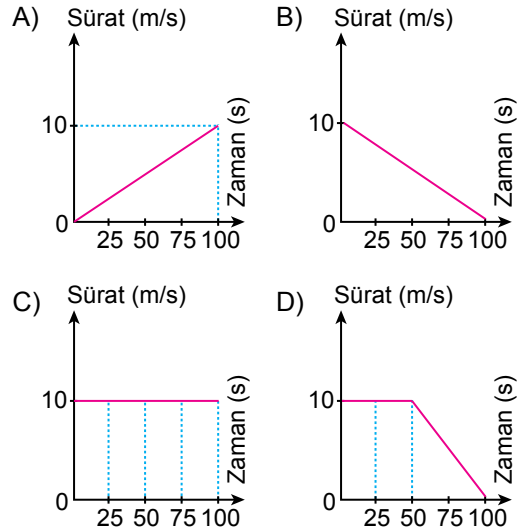 A) Sürat (m/s)
10
0
25 50 75 100
Zaman (s)
B) Sürat (m/s)
10
0
25 50 75 100
Zaman (s)
C) Sürat (m/s)
10
0
25 50 75 100
Zaman (s)
D) Sürat (m/s)
10
0
25 50 75 100
Zaman (s)